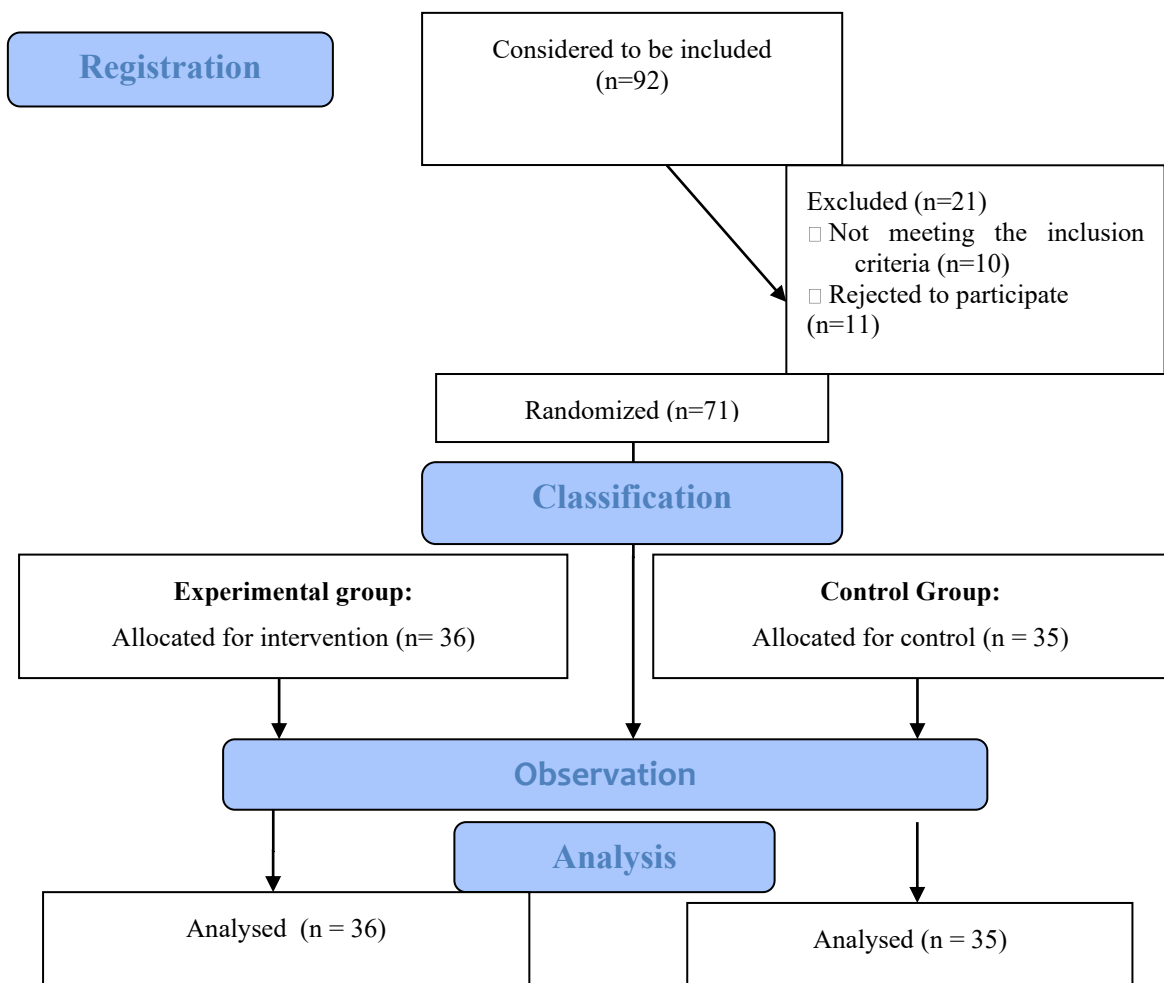 Registration
Considered to be included
(n=92)
Excluded (n=21)
□ Not meeting the inclusion
criteria (n=10)
□ Rejected to participate
(n=11)
Randomized (n=71)
Classification
Experimental group:
Allocated for intervention (n= 36)
Control Group:
Allocated for control (n = 35)
Observation
Analysis
Analysed (n = 36)
Analysed (n = 35)